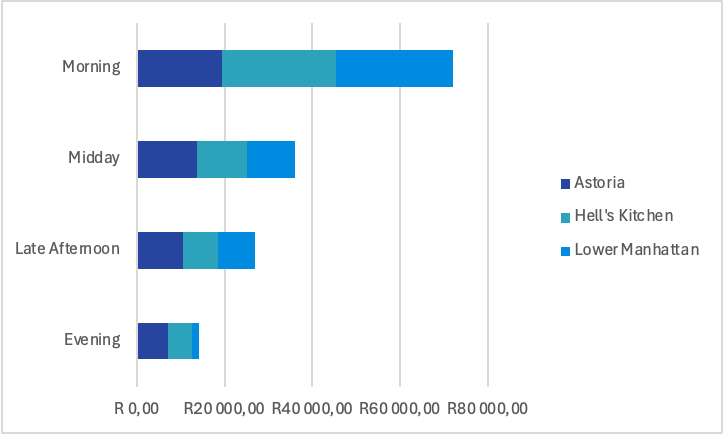 Morning
Midday
Late Afternoon
Evening
R 0,00 R20 000,00 R40 000,00 R60 000,00 R80 000,00
Astoria
Hell's Kitchen
Lower Manhattan